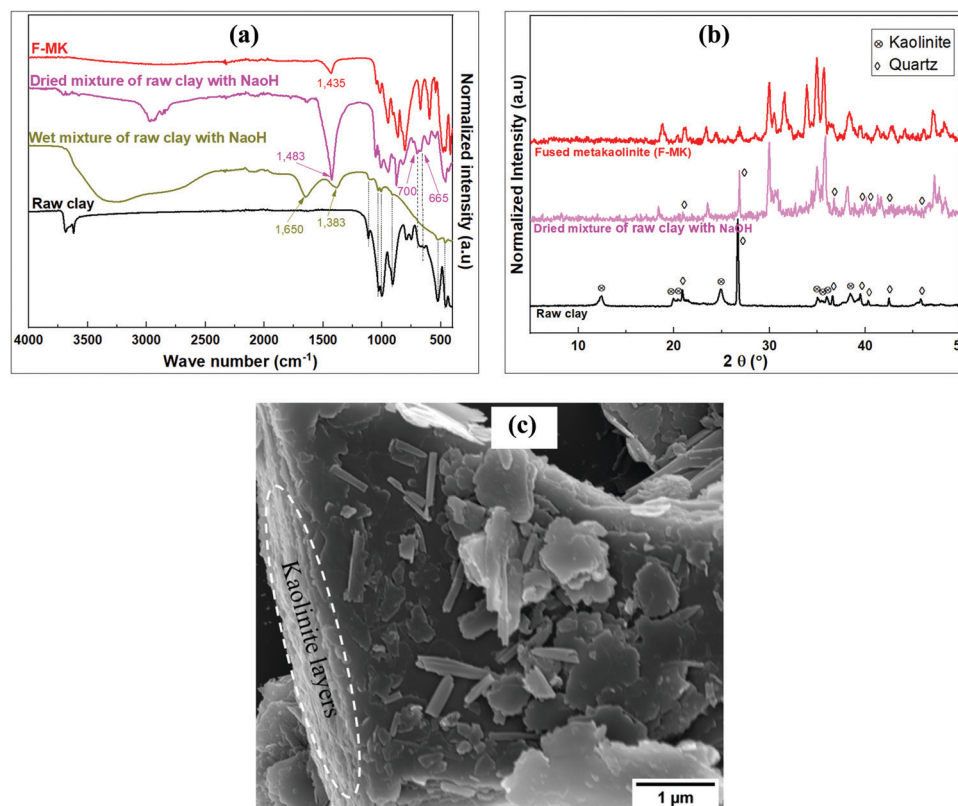 (a)
F-MK
1,435
Dried mixture of raw clay with NaoH
1,483
700
665
Wet mixture of raw clay with NaoH
1,650
1,383
Raw clay
Normalized intensity (a.u)
4000 3500 3000 2500 2000 1500 1000 500
Wave number (cm⁻¹)
(b)
⊗ Kaolinite
◊ Quartz
Fused metakaolinite (F-MK)
Dried mixture of raw clay with NaOH
Raw clay
Normalized Intensity (a.u)
10 20 30 40 50
2 θ (°)
(c)
Kaolinite layers
1 µm